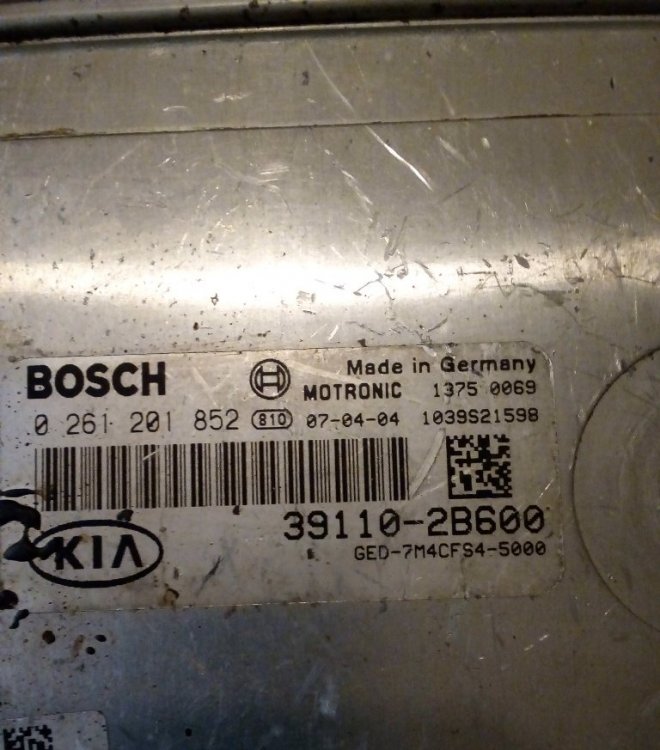 BOSCH Made in Germany
MOTRONIC 1375 0069
0 261 201 852 810 07-04-04 1039S21598
39110-2B600
KIA GED-7M4CFS4-5000